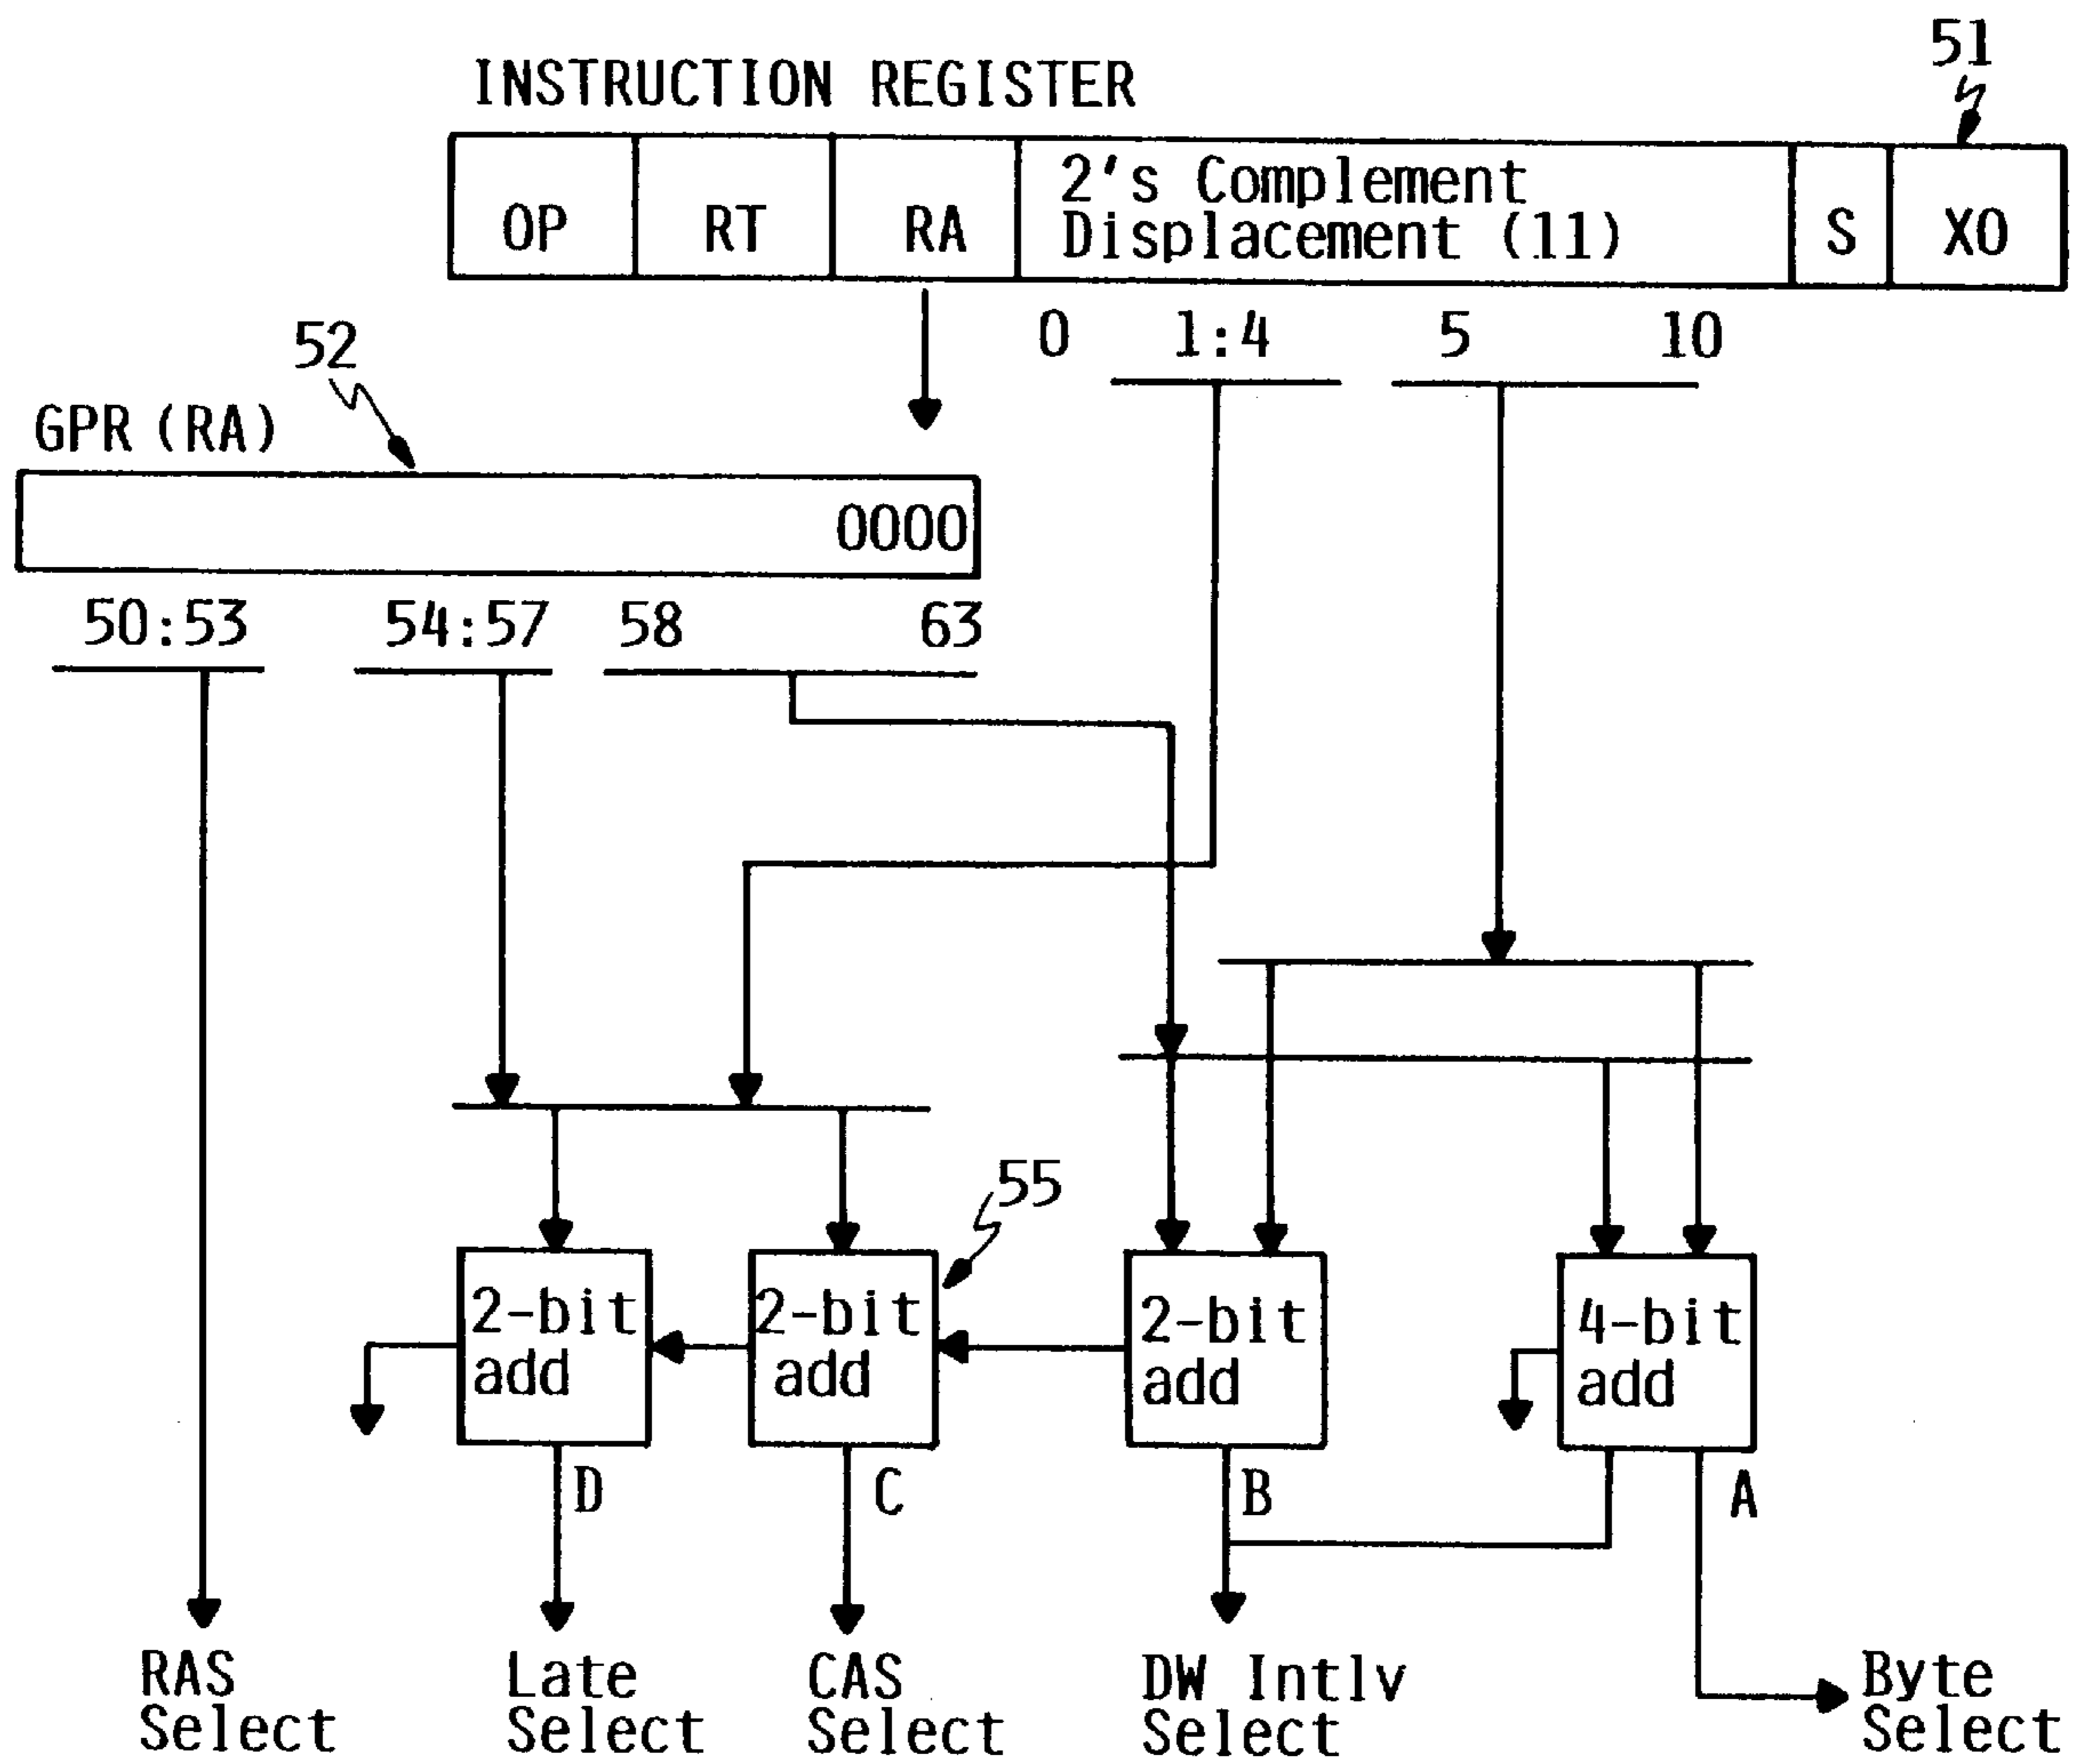 51
INSTRUCTION REGISTER
OP
RT
RA
2's Complement
Displacement (11)
S
XO
0 1:4 5 10
52
GPR (RA)
0000
50:53 54:57 58 63
55
2-bit
add
2-bit
add
2-bit
add
4-bit
add
D
C
B
A
RAS
Select
Late
Select
CAS
Select
DW Intlv
Select
Byte
Select